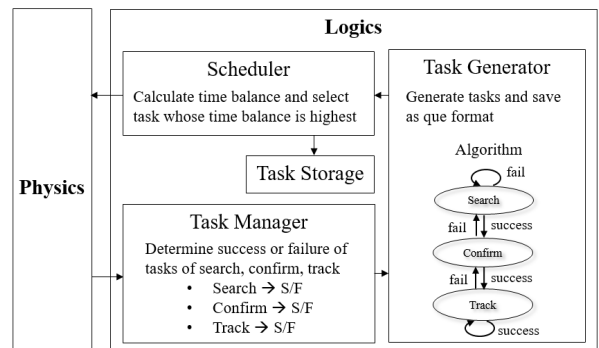 Logics
Physics
Scheduler
Calculate time balance and select
task whose time balance is highest
Task Storage
Task Manager
Determine success or failure of
tasks of search, confirm, track
• Search → S/F
• Confirm → S/F
• Track → S/F
Task Generator
Generate tasks and save
as que format
Algorithm
fail
Search
fail success
Confirm
fail success
Track
success